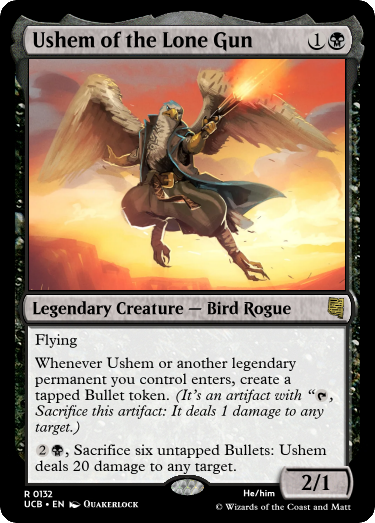 Ushem of the Lone Gun 1
Legendary Creature — Bird Rogue
Flying
Whenever Ushem or another legendary
permanent you control enters, create a
tapped Bullet token. (It's an artifact with “,
Sacrifice this artifact: It deals 1 damage to any
target.)
2, Sacrifice six untapped Bullets: Ushem
deals 20 damage to any target.
2/1
R 0132 He/him
UCB • EN Quakerlock © Wizards of the Coast and Matt